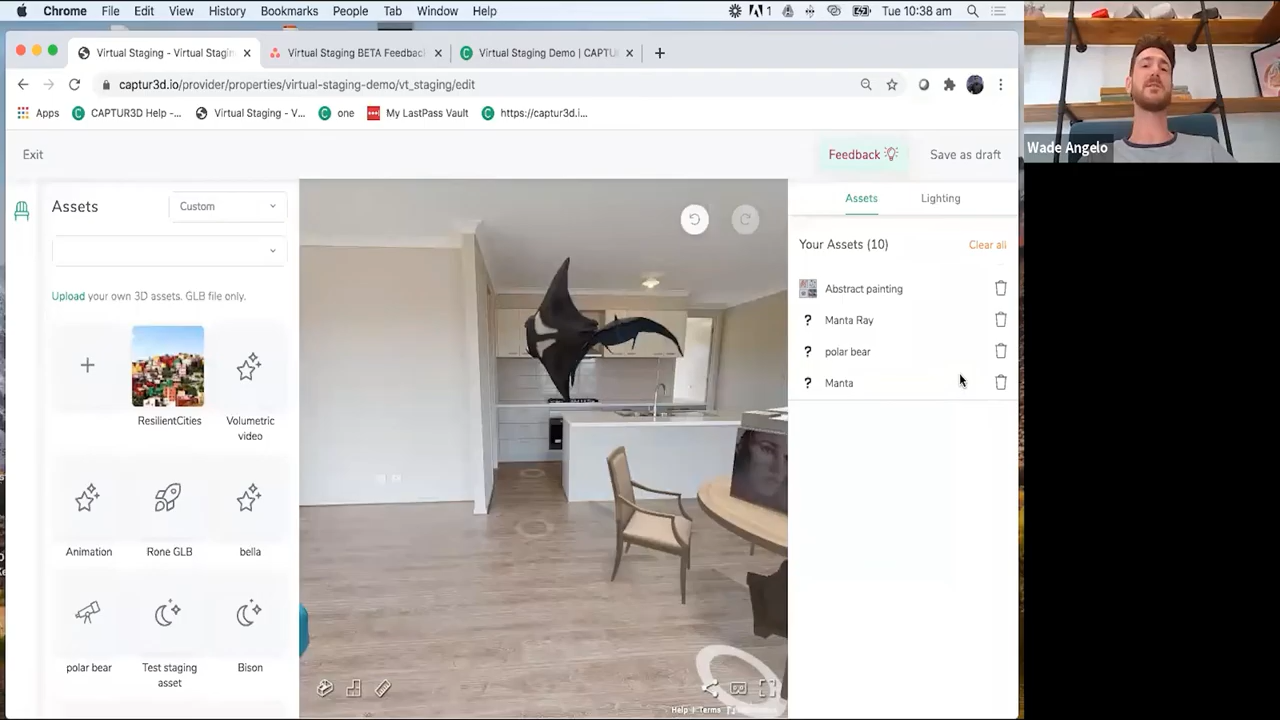 Chrome File Edit View History Bookmarks People Tab Window Help 1 Tue 10:38 am
Virtual Staging - Virtual Stagin
Virtual Staging BETA Feedback
Virtual Staging Demo | CAPTU
captur3d.io/provider/properties/virtual-staging-demo/vt_staging/edit
Apps CAPTUR3D Help -... Virtual Staging - V... one My LastPass Vault https://captur3d.i...
Exit
Feedback
Save as draft
Assets
Custom
Upload your own 3D assets. GLB file only.
ResilientCities
Volumetric
video
Animation
Rone GLB
bella
polar bear
Test staging
asset
Bison
Help | Terms
Assets
Lighting
Your Assets (10)
Clear all
Abstract painting
? Manta Ray
? polar bear
? Manta
Wade Angelo